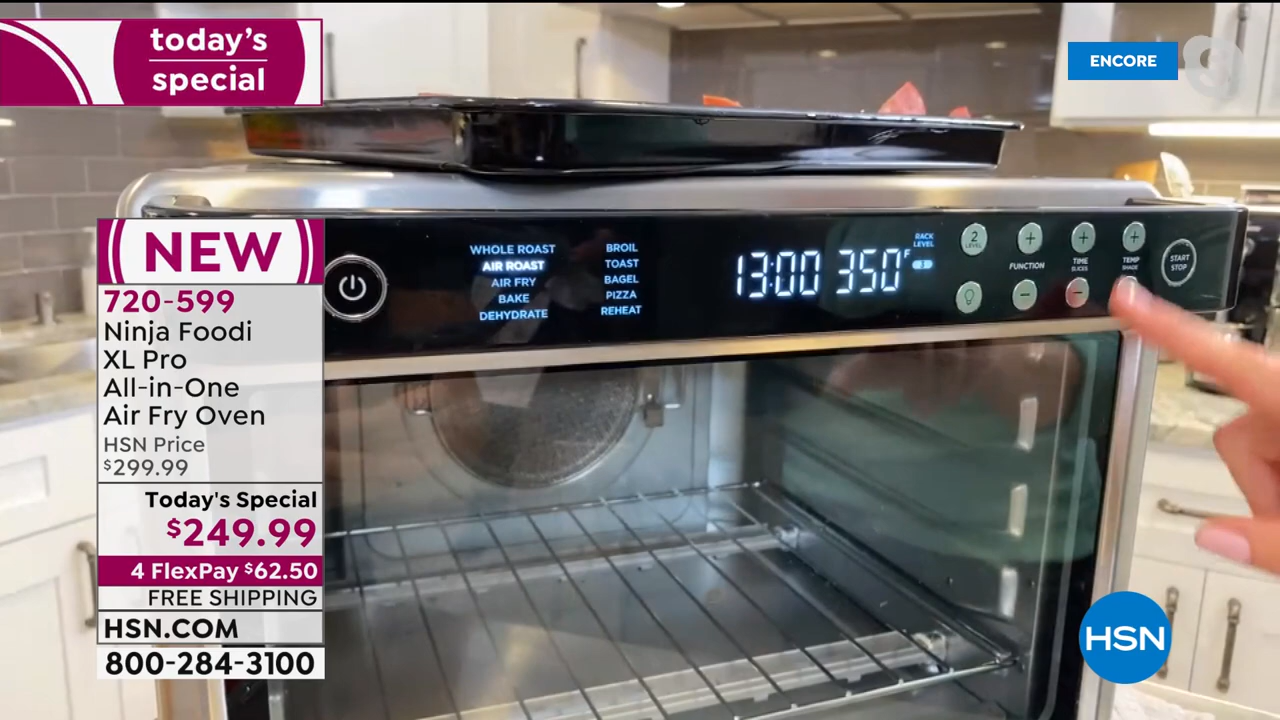 today's
special
ENCORE
NEW
720-599
Ninja Foodi
XL Pro
All-in-One
Air Fry Oven
HSN Price
$299.99
Today's Special
$249.99
4 FlexPay $62.50
FREE SHIPPING
HSN.COM
800-284-3100
WHOLE ROAST
AIR ROAST
AIR FRY
BAKE
DEHYDRATE
BROIL
TOAST
BAGEL
PIZZA
REHEAT
13:00 350F
RACK
LEVEL
2
LEVEL
FUNCTION
TIME
SLICES
TEMP
SHADE
START
STOP
HSN